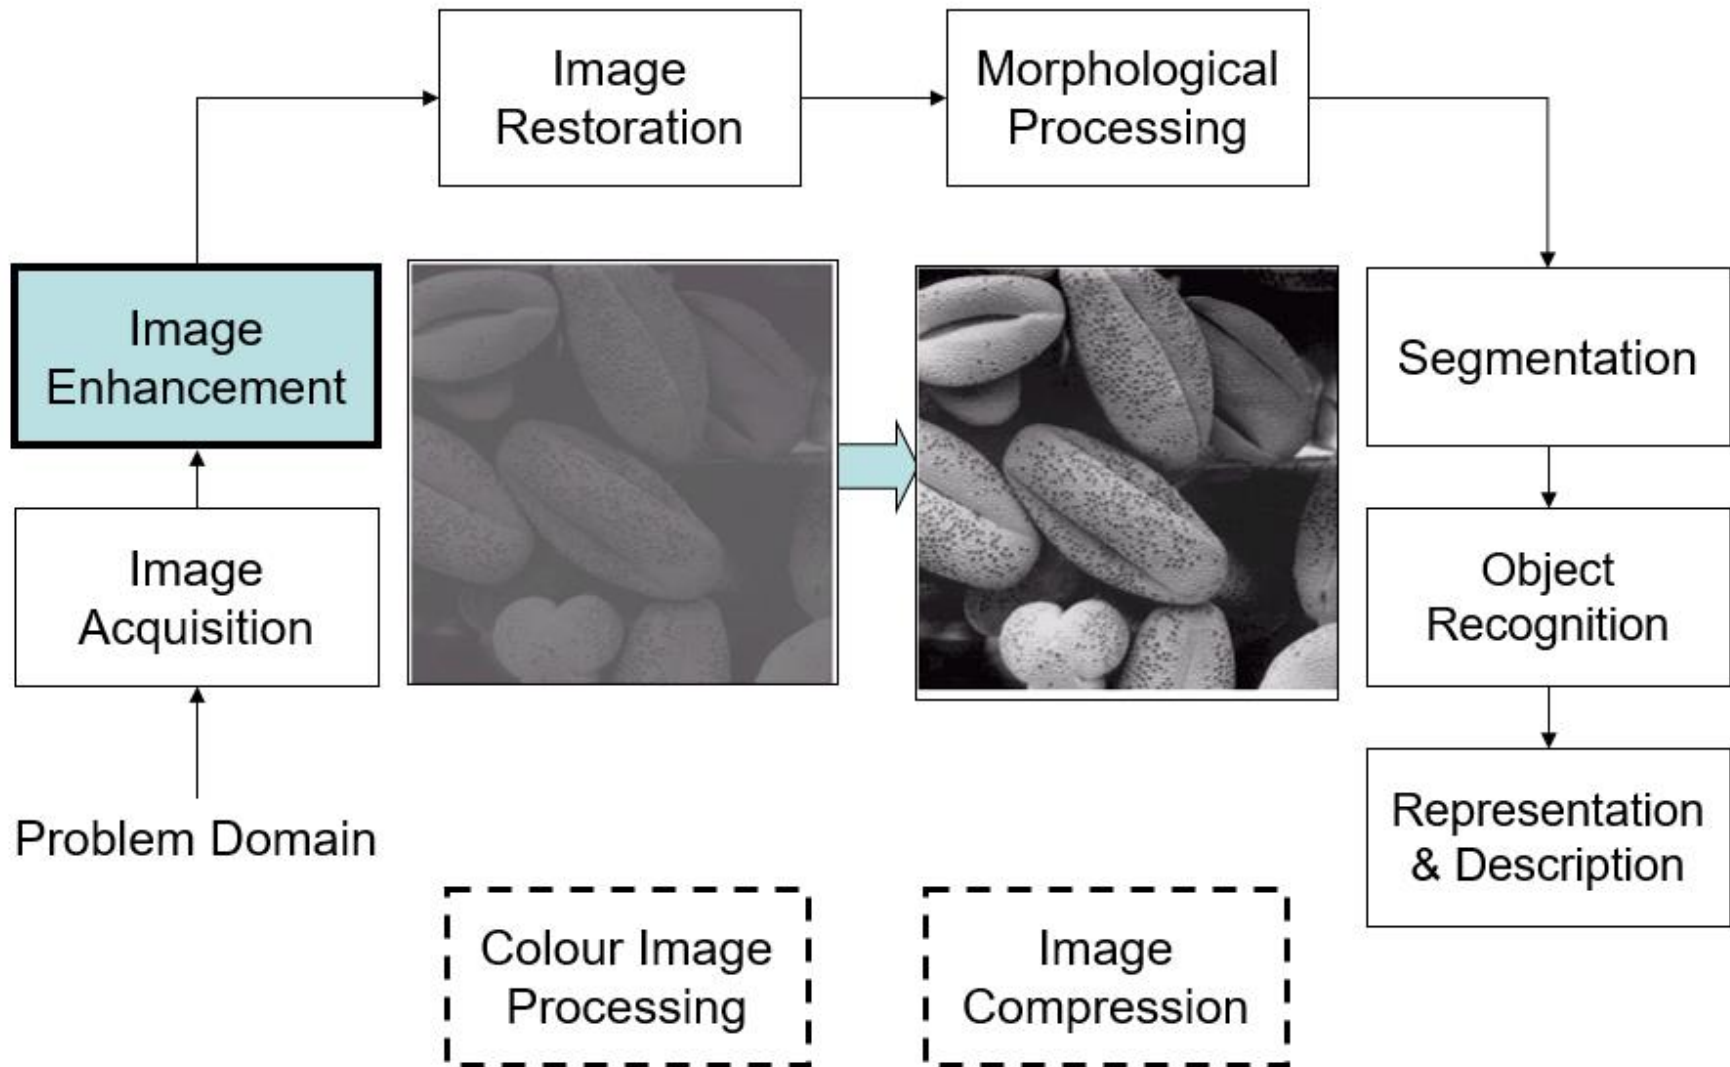 Image
Restoration
Morphological
Processing
Image
Enhancement
Segmentation
Image
Acquisition
Object
Recognition
Problem Domain
Representation
& Description
Colour Image
Processing
Image
Compression